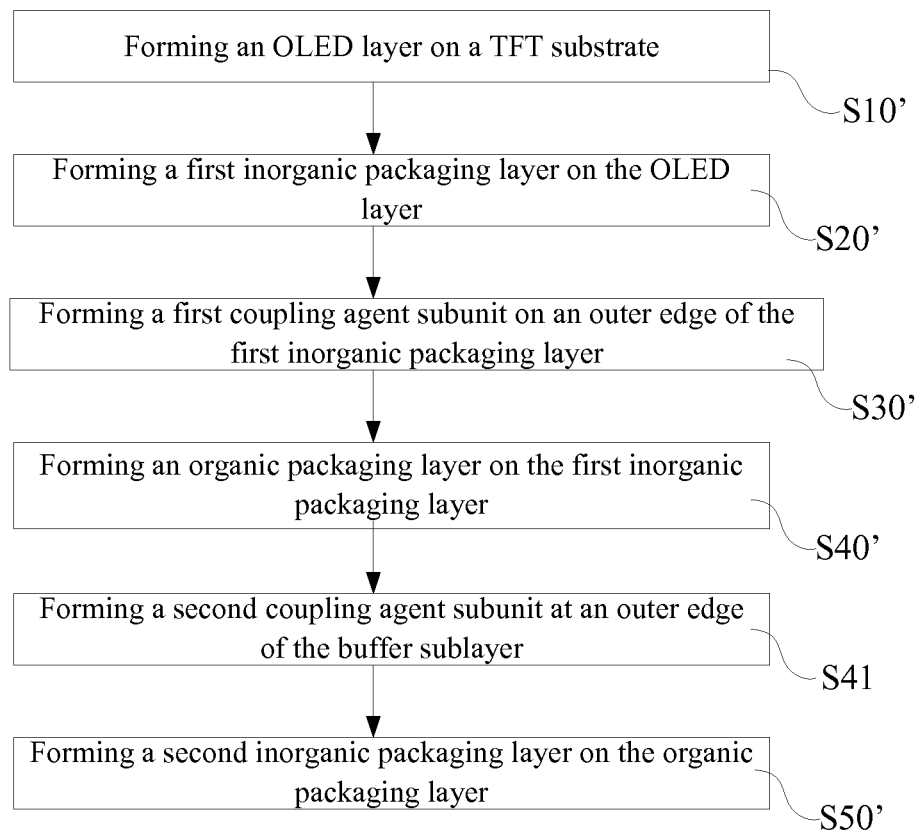 Forming an OLED layer on a TFT substrate
S10’
Forming a first inorganic packaging layer on the OLED
layer
S20’
Forming a first coupling agent subunit on an outer edge of the
first inorganic packaging layer
S30’
Forming an organic packaging layer on the first inorganic
packaging layer
S40’
Forming a second coupling agent subunit at an outer edge
of the buffer sublayer
S41
Forming a second inorganic packaging layer on the organic
packaging layer
S50’